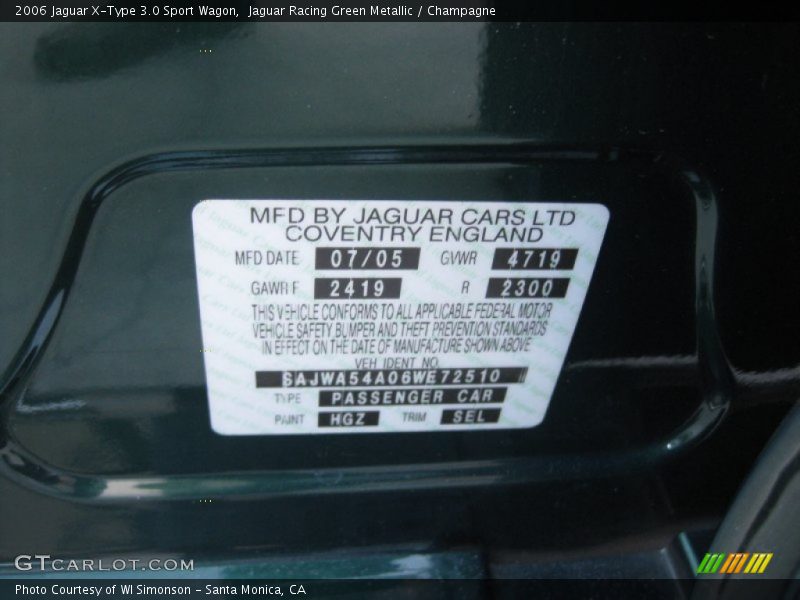 2006 Jaguar X-Type 3.0 Sport Wagon, Jaguar Racing Green Metallic / Champagne
MFD BY JAGUAR CARS LTD
COVENTRY ENGLAND
MFD DATE 07/05 GVWR 4719
GAWR F 2419 R 2300
THIS VEHICLE CONFORMS TO ALL APPLICABLE FEDERAL MOTOR
VEHICLE SAFETY BUMPER AND THEFT PREVENTION STANDARDS
IN EFFECT ON THE DATE OF MANUFACTURE SHOWN ABOVE
VEH IDENT NO
SAJWA54A06WE72510
TYPE PASSENGER CAR
PAINT HGZ TRIM SEL
GTCARLOT.COM
Photo Courtesy of WI Simonson - Santa Monica, CA